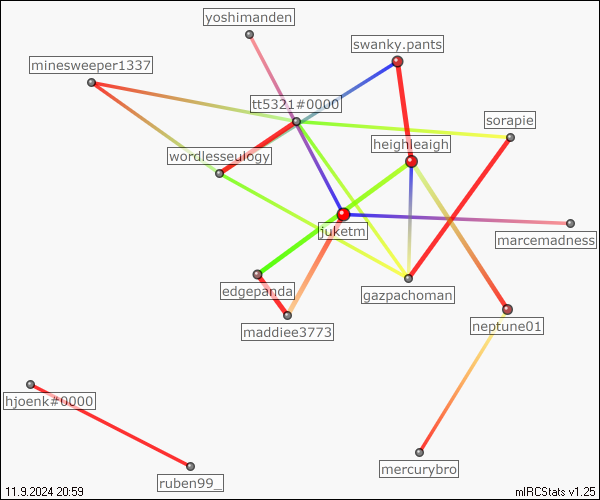 yoshimanden
swanky.pants
minesweeper1337
tt5321#0000
sorapie
heighleaigh
wordlesseulogy
juketm
marcemadness
edgepanda
gazpachoman
maddiee3773
neptune01
hjoenk#0000
mercurybro
ruben99_
11.9.2024 20:59
mIRCStats v1.25